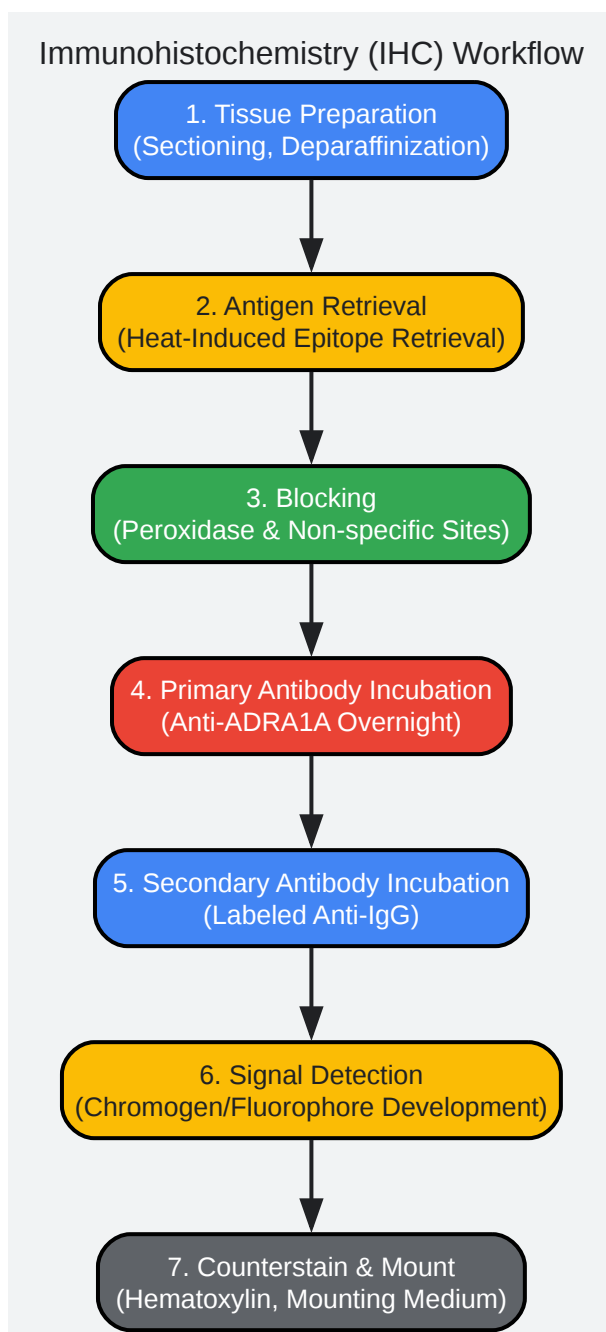 Immunohistochemistry (IHC) Workflow
1. Tissue Preparation
(Sectioning, Deparaffinization)
2. Antigen Retrieval
(Heat-Induced Epitope Retrieval)
3. Blocking
(Peroxidase & Non-specific Sites)
4. Primary Antibody Incubation
(Anti-ADRA1A Overnight)
5. Secondary Antibody Incubation
(Labeled Anti-IgG)
6. Signal Detection
(Chromogen/Fluorophore Development)
7. Counterstain & Mount
(Hematoxylin, Mounting Medium)